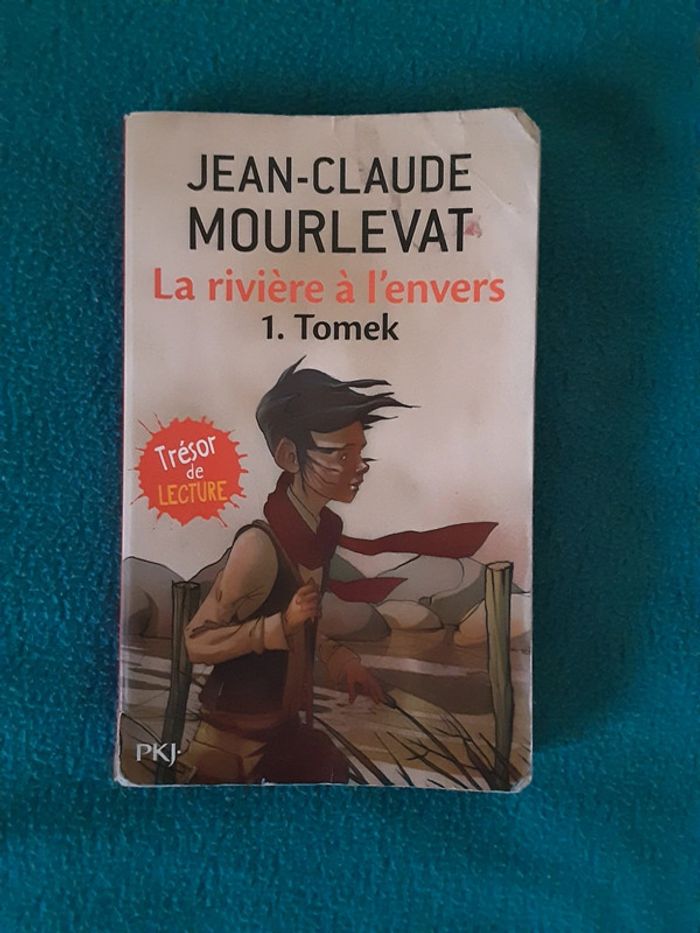 JEAN-CLAUDE
MOURLEVAT
La rivière à l'envers
1. Tomek
Trésor
de
LECTURE
PKJ·